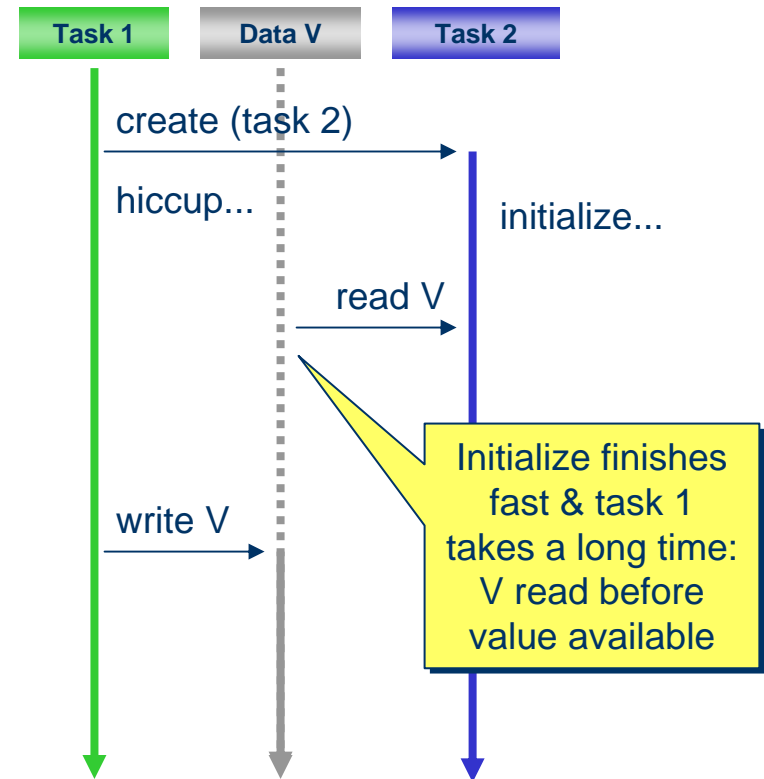 Task 1
Data V
Task 2
create (task 2)
hiccup...
initialize...
read V
Initialize finishes
fast & task 1
takes a long time:
V read before
value available
write V